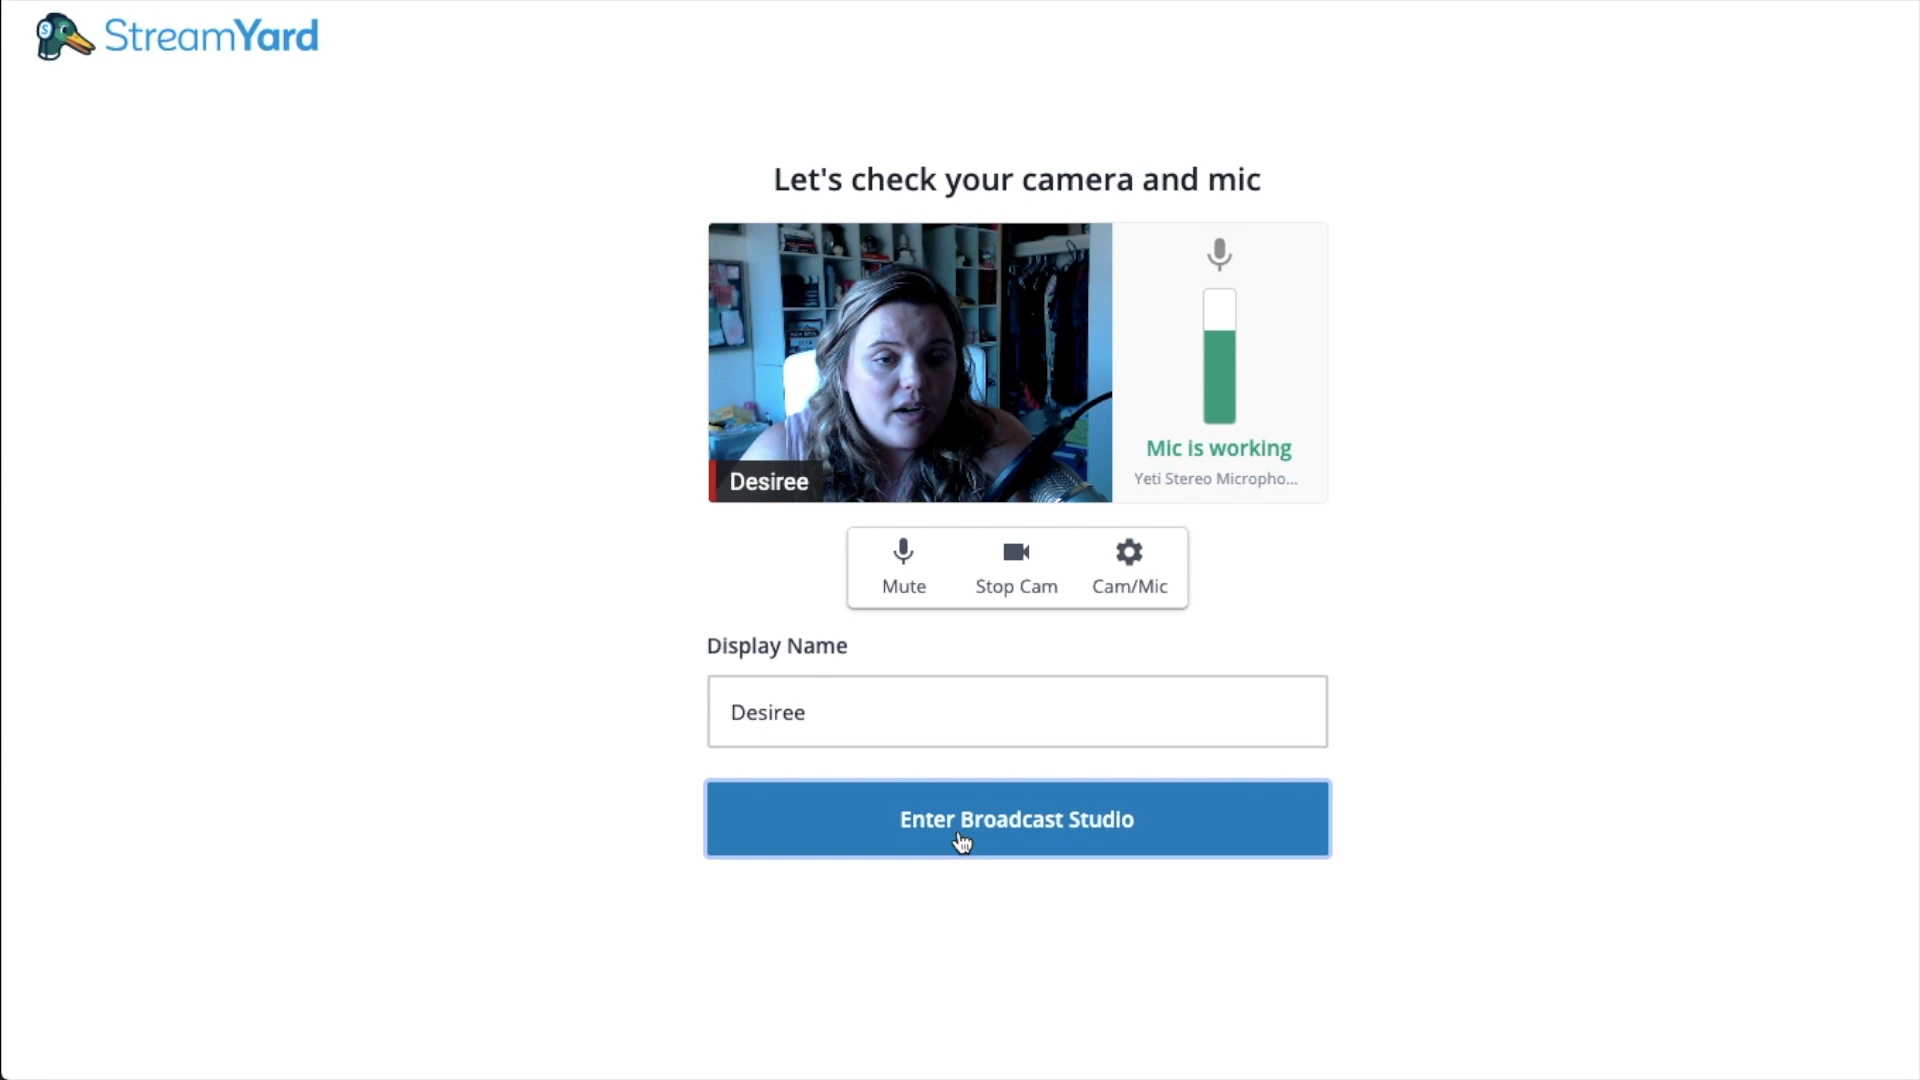 StreamYard
Let's check your camera and mic
Desiree
Mic is working
Yeti Stereo Micropho...
Mute
Stop Cam
Cam/Mic
Display Name
Desiree
Enter Broadcast Studio